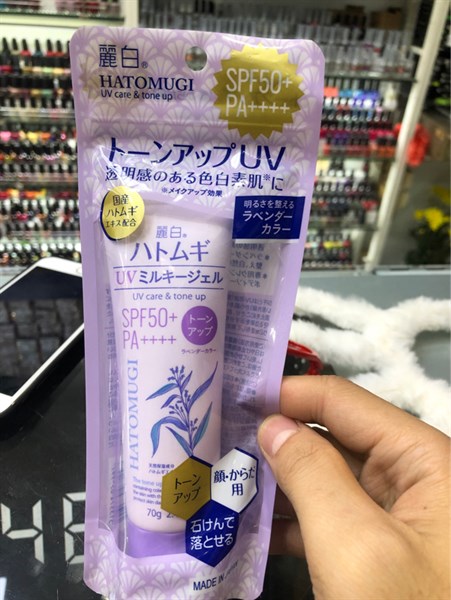 麗白®
HATOMUGI
UV care & tone up
SPF50+
PA++++
トーンアップUV
透明感のある色白素肌※に
※メイクアップ効果
国産
ハトムギ
エキス配合
明るさを整える
ラベンダー
カラー
麗白®
ハトムギ
UVミルキージェル
UV care & tone up
SPF50+
PA++++
トーン
アップ
ラベンダーカラー
HATOMUGI
トーン
アップ
顔・からだ
用
石けんで
落とせる
70g
MADE IN